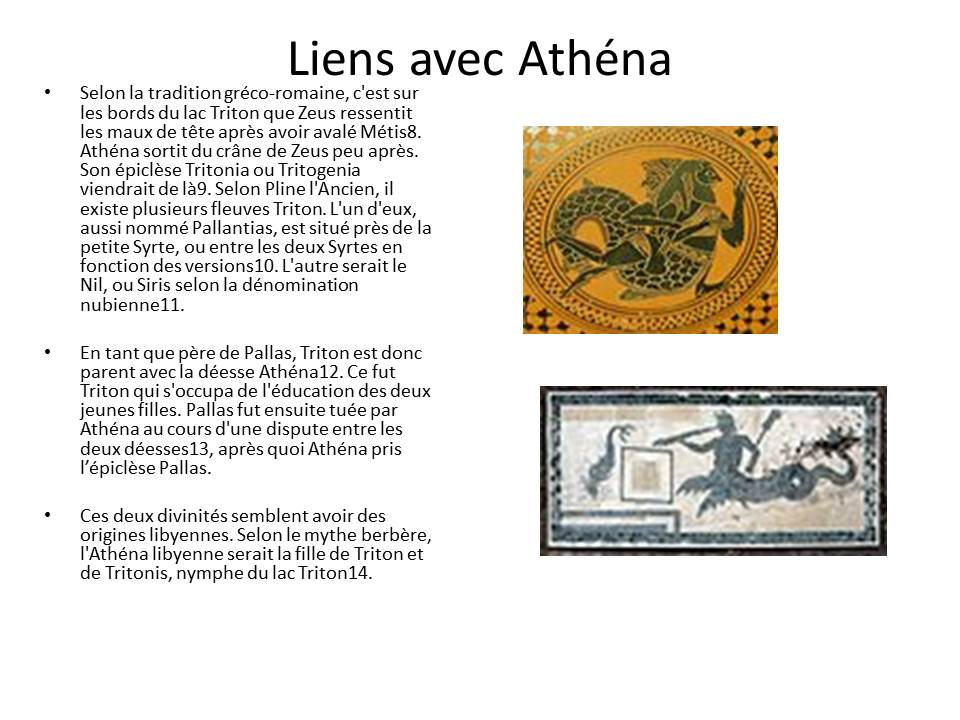 Liens avec Athéna
• Selon la tradition gréco-romaine, c'est sur
les bords du lac Triton que Zeus ressentit
les maux de tête après avoir avalé Métis8.
Athéna sortit du crâne de Zeus peu après.
Son épiclèse Tritonia ou Tritogenia
viendrait de là9. Selon Pline l'Ancien, il
existe plusieurs fleuves Triton. L'un d'eux,
aussi nommé Pallantias, est situé près de la
petite Syrte, ou entre les deux Syrtes en
fonction des versions10. L'autre serait le
Nil, ou Siris selon la dénomination
nubienne11.
• En tant que père de Pallas, Triton est donc
parent avec la déesse Athéna12. Ce fut
Triton qui s'occupa de l'éducation des deux
jeunes filles. Pallas fut ensuite tuée par
Athéna au cours d'une dispute entre les
deux déesses13, après quoi Athéna pris
l’épiclèse Pallas.
• Ces deux divinités semblent avoir des
origines libyennes. Selon le mythe berbère,
l'Athéna libyenne serait la fille de Triton et
de Tritonis, nymphe du lac Triton14.